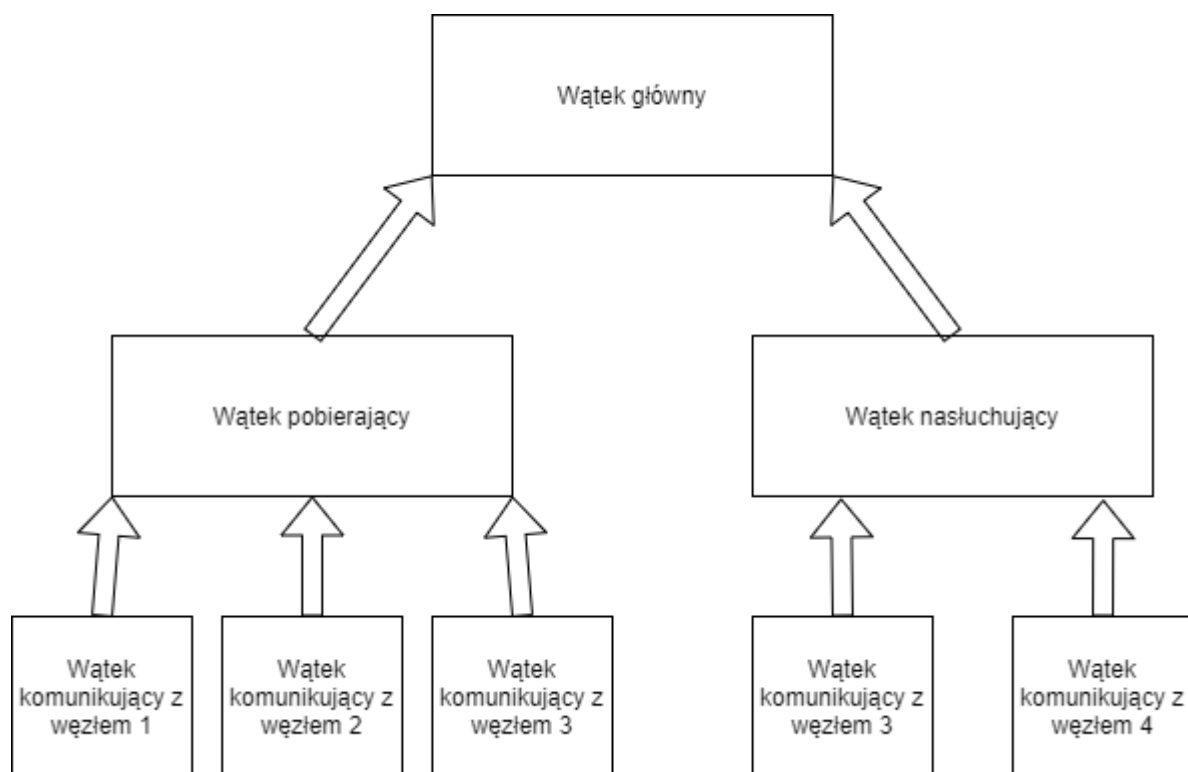 Wątek główny
Wątek pobierający
Wątek nasłuchujący
Wątek
komunikujący z
węzłem 1
Wątek
komunikujący z
węzłem 2
Wątek
komunikujący z
węzłem 3
Wątek
komunikujący z
węzłem 3
Wątek
komunikujący z
węzłem 4